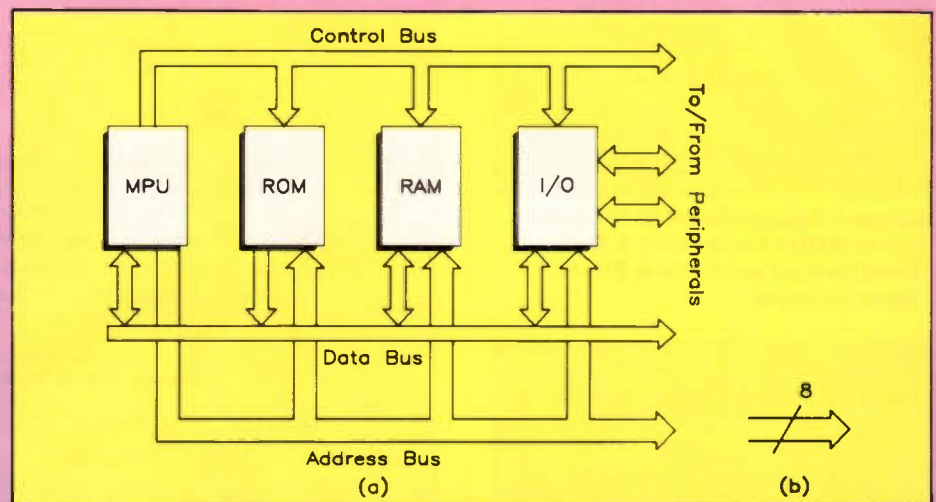 Control Bus
MPU
ROM
RAM
I/O
To/From Peripherals
Data Bus
8
Address Bus
(a)
(b)